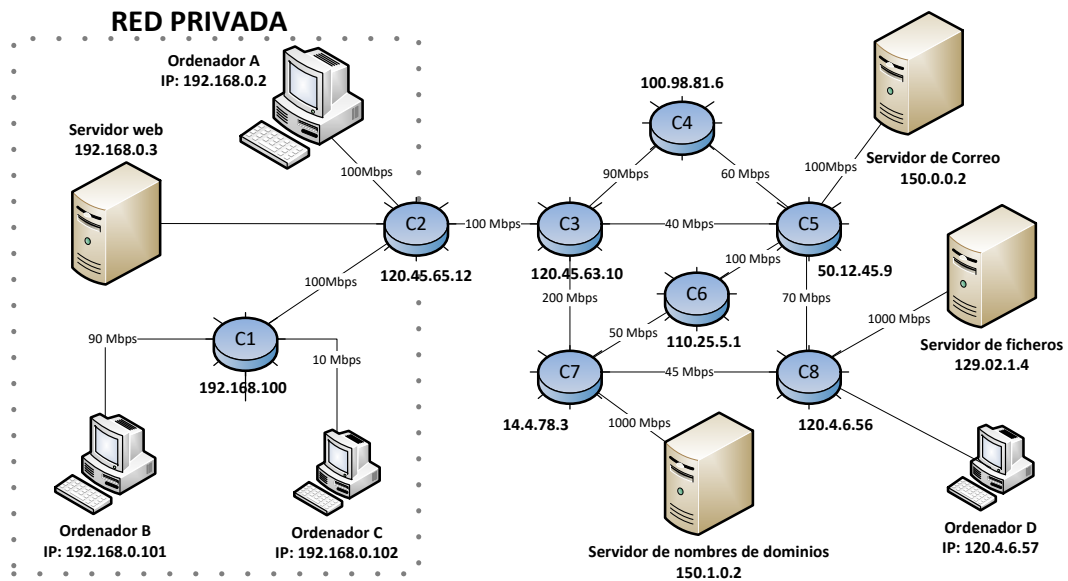 RED PRIVADA
Ordenador A
IP: 192.168.0.2
Servidor web
192.168.0.3
100Mbps
C2
120.45.65.12
100Mbps
C1
192.168.100
90 Mbps
10 Mbps
Ordenador B
IP: 192.168.0.101
Ordenador C
IP: 192.168.0.102
100 Mbps
C3
120.45.63.10
100.98.81.6
C4
90Mbps
60 Mbps
40 Mbps
C5
50.12.45.9
100Mbps
Servidor de Correo
150.0.0.2
100 Mbps
C6
110.25.5.1
200 Mbps
50 Mbps
70 Mbps
C7
14.4.78.3
45 Mbps
C8
120.4.6.56
1000 Mbps
Servidor de ficheros
129.02.1.4
1000 Mbps
Servidor de nombres de dominios
150.1.0.2
Ordenador D
IP: 120.4.6.57